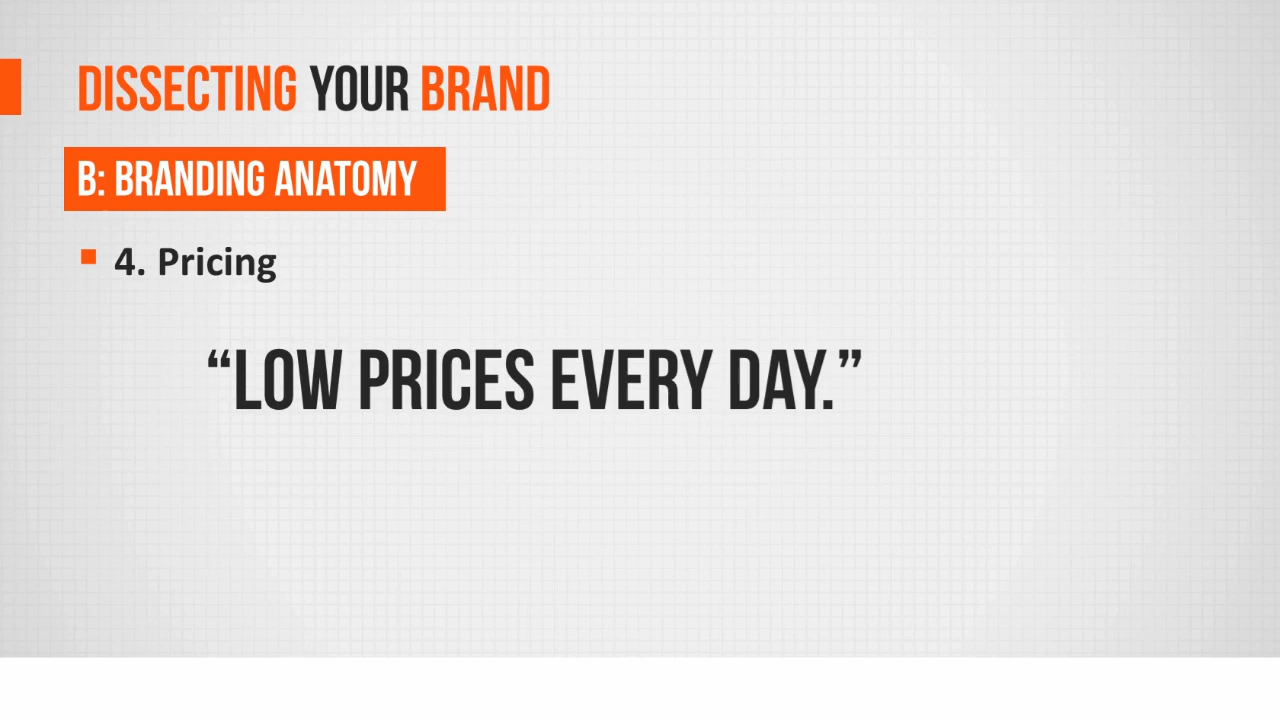 DISSECTING YOUR BRAND
B: BRANDING ANATOMY
4. Pricing
“LOW PRICES EVERY DAY.”